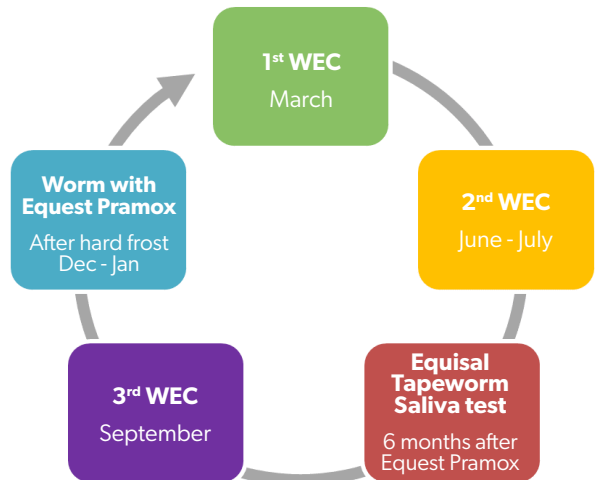 1st WEC
March
2nd WEC
June - July
Equisal
Tapeworm
Saliva test
6 months after
Equest Pramox
3rd WEC
September
Worm with
Equest Pramox
After hard frost
Dec - Jan